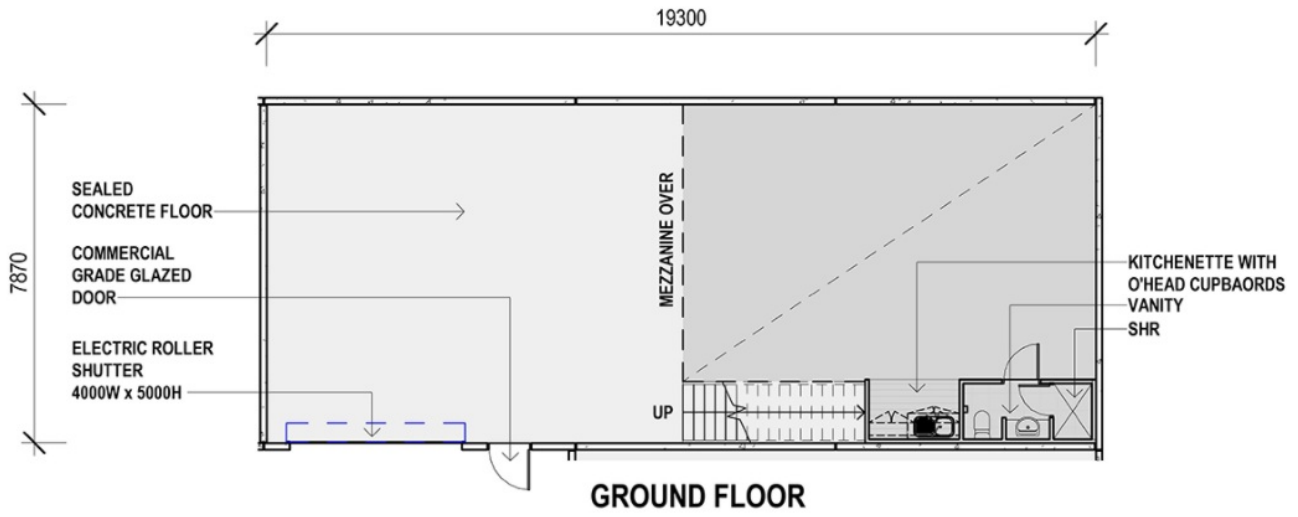 19300
7870
SEALED
CONCRETE FLOOR
COMMERCIAL
GRADE GLAZED
DOOR
ELECTRIC ROLLER
SHUTTER
4000W x 5000H
MEZZANINE OVER
UP
KITCHENETTE WITH
O'HEAD CUPBAORDS
VANITY
SHR
GROUND FLOOR